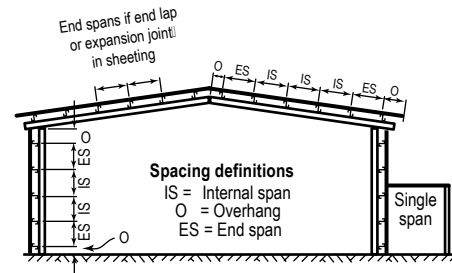 End spans if end lap
or expansion joint
in sheeting
O
ES
IS
IS
IS
ES
O
O
ES
IS
IS
ES
O
Spacing definitions
IS = Internal span
O = Overhang
ES = End span
Single
span